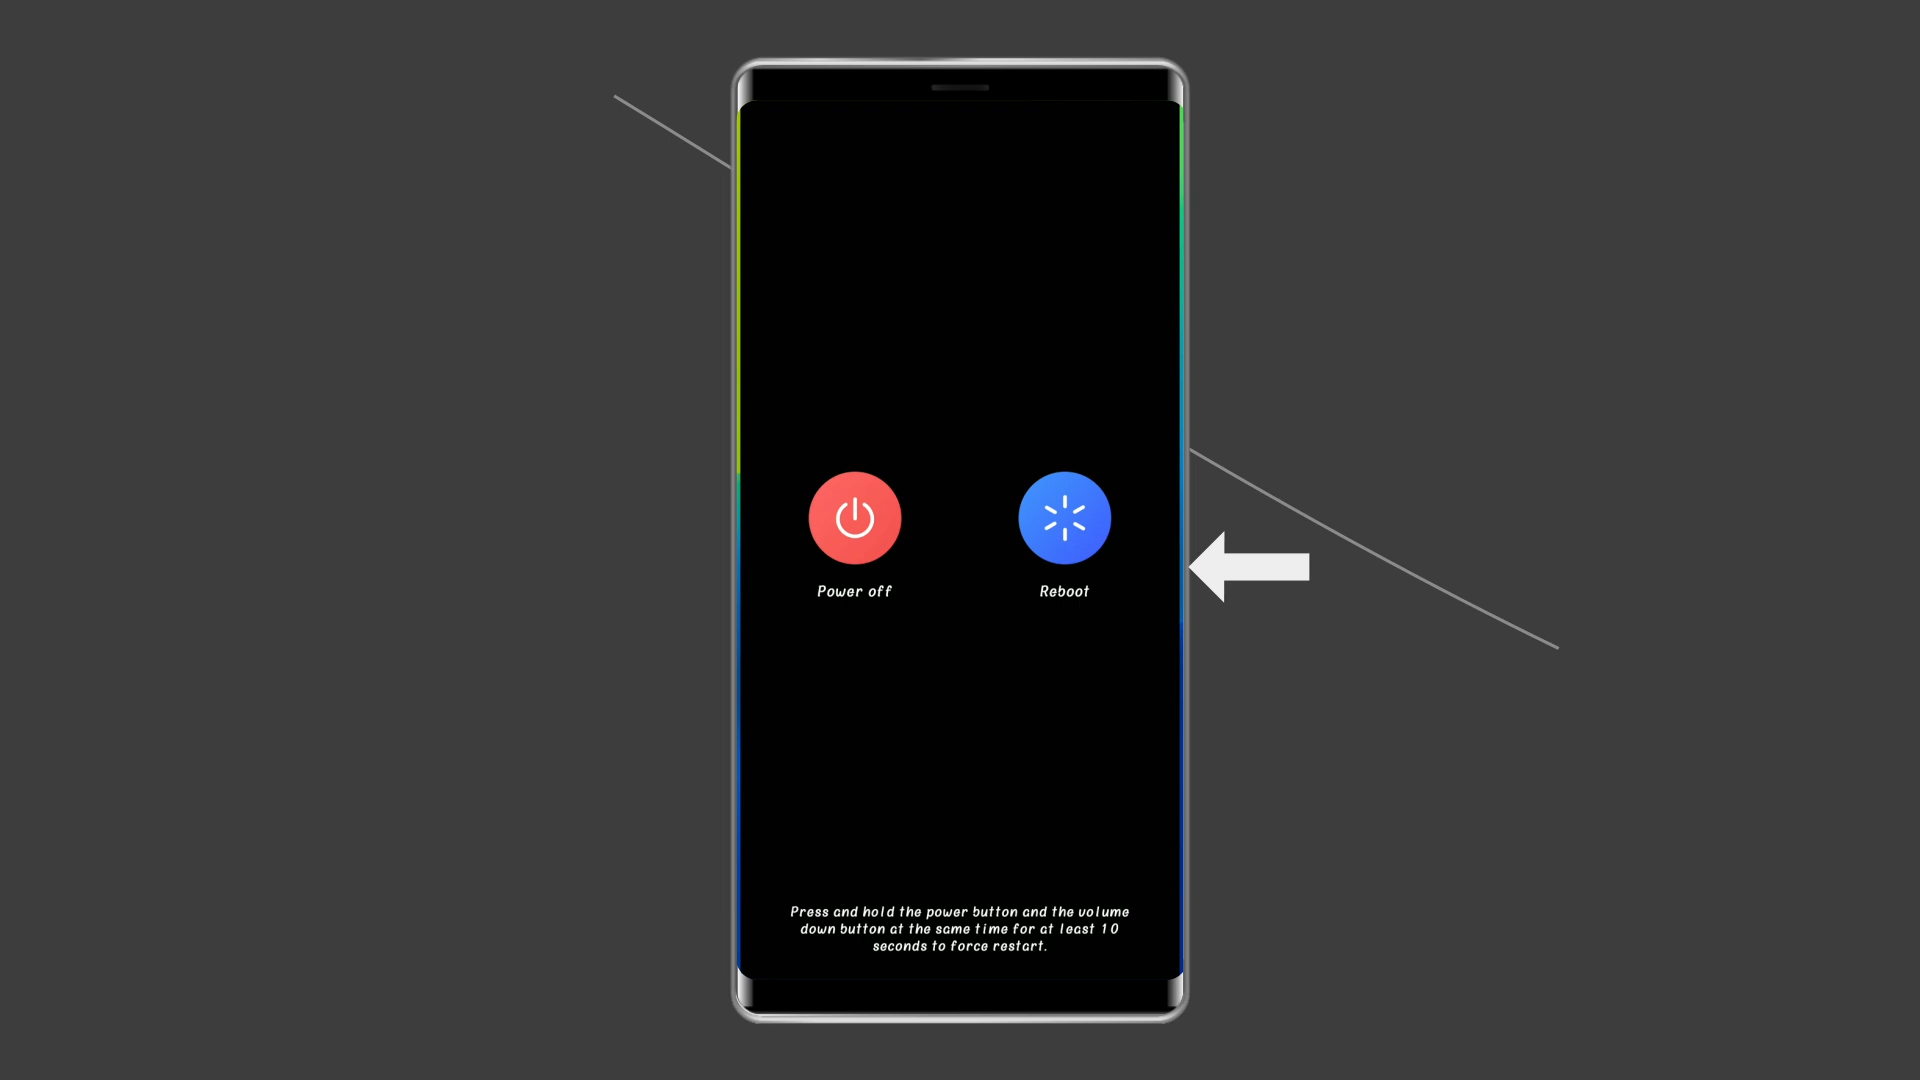 Power off
Reboot
Press and hold the power button and the volume
down button at the same time for at least 10
seconds to force restart.